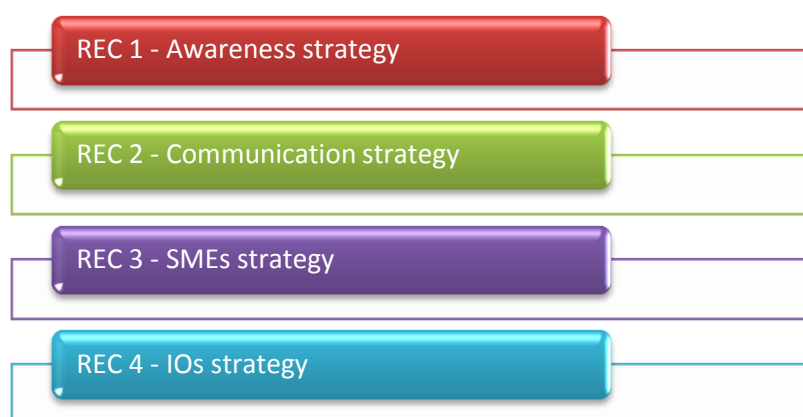 REC 1 - Awareness strategy
REC 2 - Communication strategy
REC 3 - SMEs strategy
REC 4 - IOs strategy